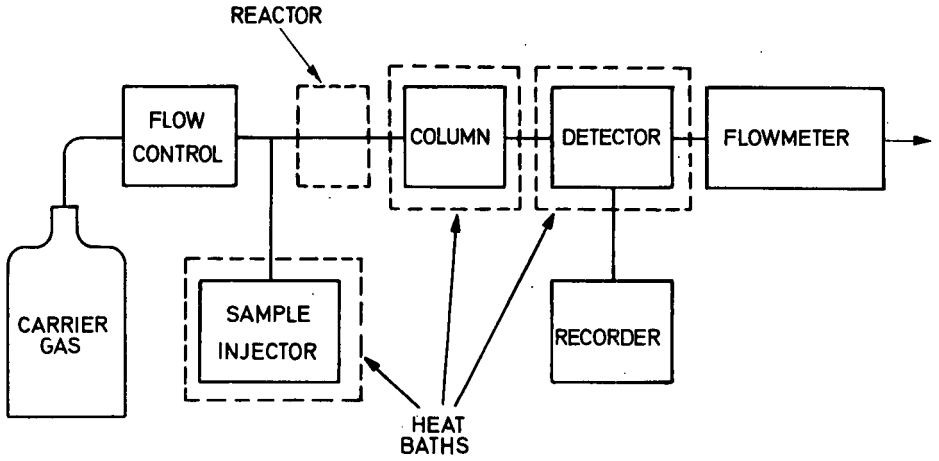 REACTOR
FLOW
CONTROL
COLUMN
DETECTOR
FLOWMETER
CARRIER
GAS
SAMPLE
INJECTOR
RECORDER
HEAT
BATHS